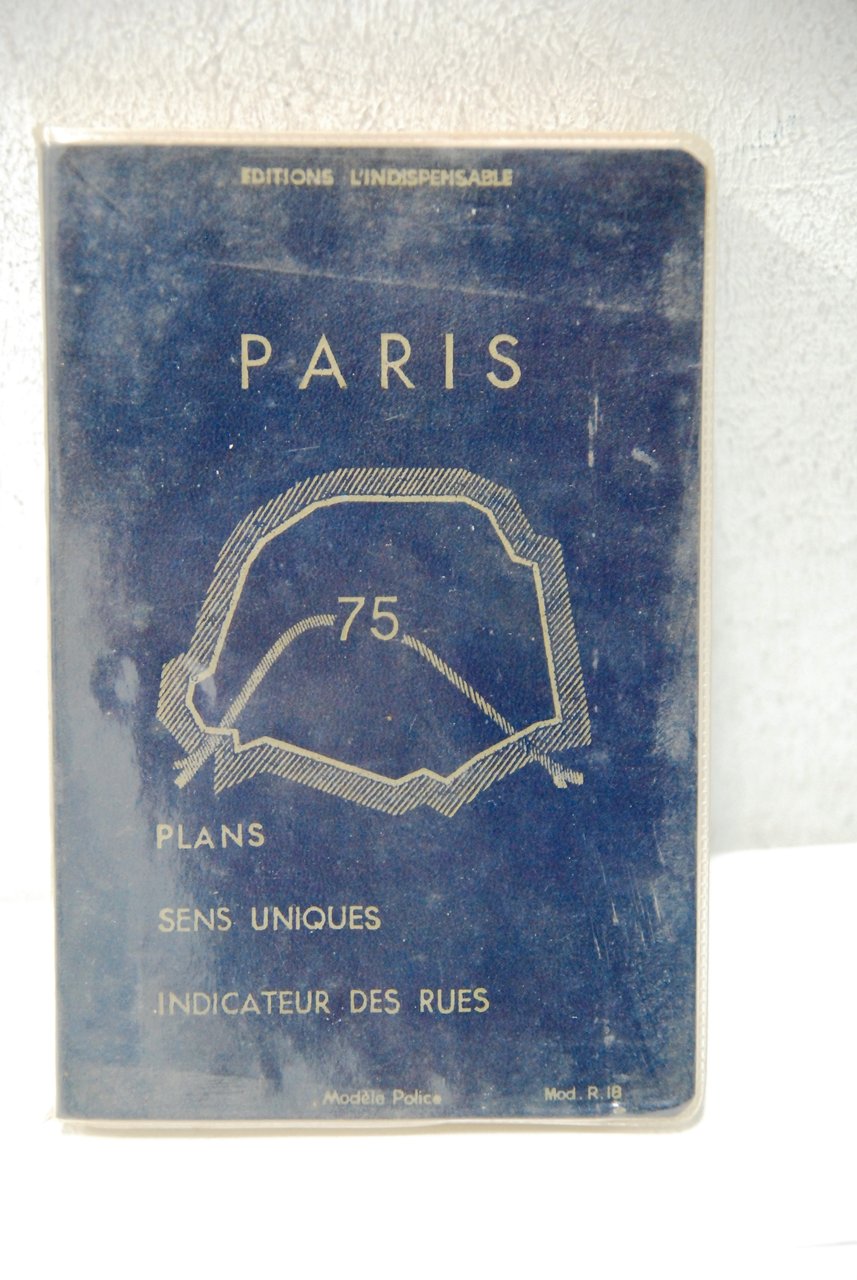 EDITIONS L'INDISPENSABLE
PARIS
75
PLANS
SENS UNIQUES
INDICATEUR DES RUES
Modèle Police Mod. R.18